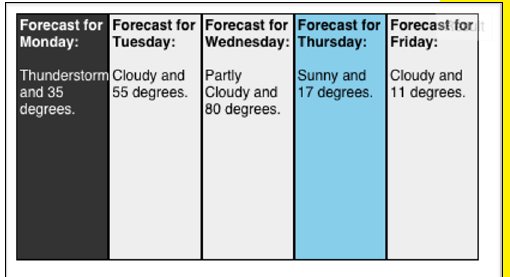 Forecast for Monday:
Thunderstorm and 35 degrees.
Forecast for Tuesday:
Cloudy and 55 degrees.
Forecast for Wednesday:
Partly Cloudy and 80 degrees.
Forecast for Thursday:
Sunny and 17 degrees.
Forecast for Friday:
Cloudy and 11 degrees.